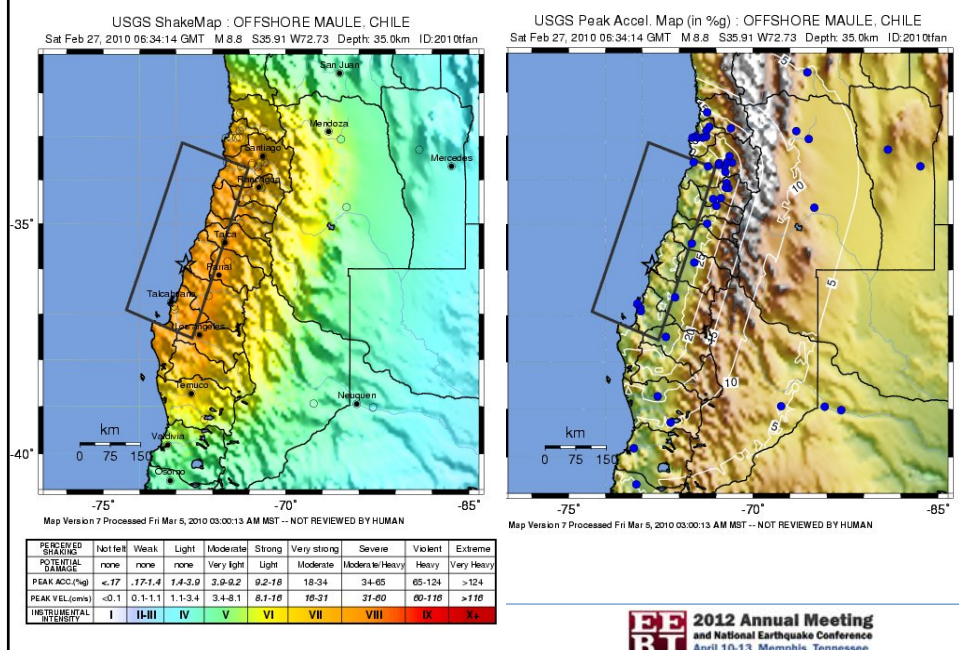 USGS ShakeMap : OFFSHORE MAULE, CHILE
Sat Feb 27, 2010 06:34:14 GMT M 8.8 S35.91 W72.73 Depth: 35.0km ID:2010tfan
San Juan
Mendoza
Santiago
Mercedes
Rancagua
-35°
Talca
Parral
Talcahuano
Los Angeles
Temuco
Neuquen
Valdivia
km
0 75 150
-40°
Osorno
-75° -70° -65°
Map Version 7 Processed Fri Mar 5, 2010 03:00:13 AM MST -- NOT REVIEWED BY HUMAN
PERCEIVED SHAKING Not felt Weak Light Moderate Strong Very strong Severe Violent Extreme
POTENTIAL DAMAGE none none none Very light Light Moderate Moderate/Heavy Heavy Very Heavy
PEAK ACC.(%g) <.17 .17-1.4 1.4-3.9 3.9-9.2 9.2-18 18-34 34-65 65-124 >124
PEAK VEL.(cm/s) <0.1 0.1-1.1 1.1-3.4 3.4-8.1 8.1-16 16-31 31-60 60-116 >116
INSTRUMENTAL INTENSITY I II-III IV V VI VII VIII IX X+
USGS Peak Accel. Map (in %g) : OFFSHORE MAULE, CHILE
Sat Feb 27, 2010 06:34:14 GMT M 8.8 S35.91 W72.73 Depth: 35.0km ID:2010tfan
5
10
25
5
20
15
10
5
km
0 75 150
-75° -70° -65°
Map Version 7 Processed Fri Mar 5, 2010 03:00:13 AM MST -- NOT REVIEWED BY HUMAN
EE
RI
2012 Annual Meeting
and National Earthquake Conference
April 10-13, Memphis, Tennessee